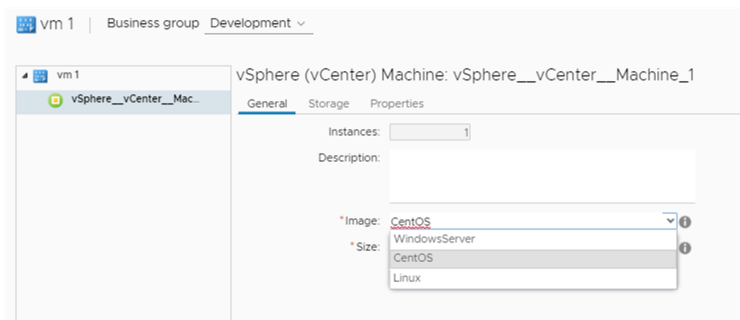 vm 1 Business group Development
vm 1
vSphere__vCenter__Mac...
vSphere (vCenter) Machine: vSphere__vCenter__Machine_1
General Storage Properties
Instances: 1
Description:
*Image: CentOS
*Size:
WindowsServer
CentOS
Linux